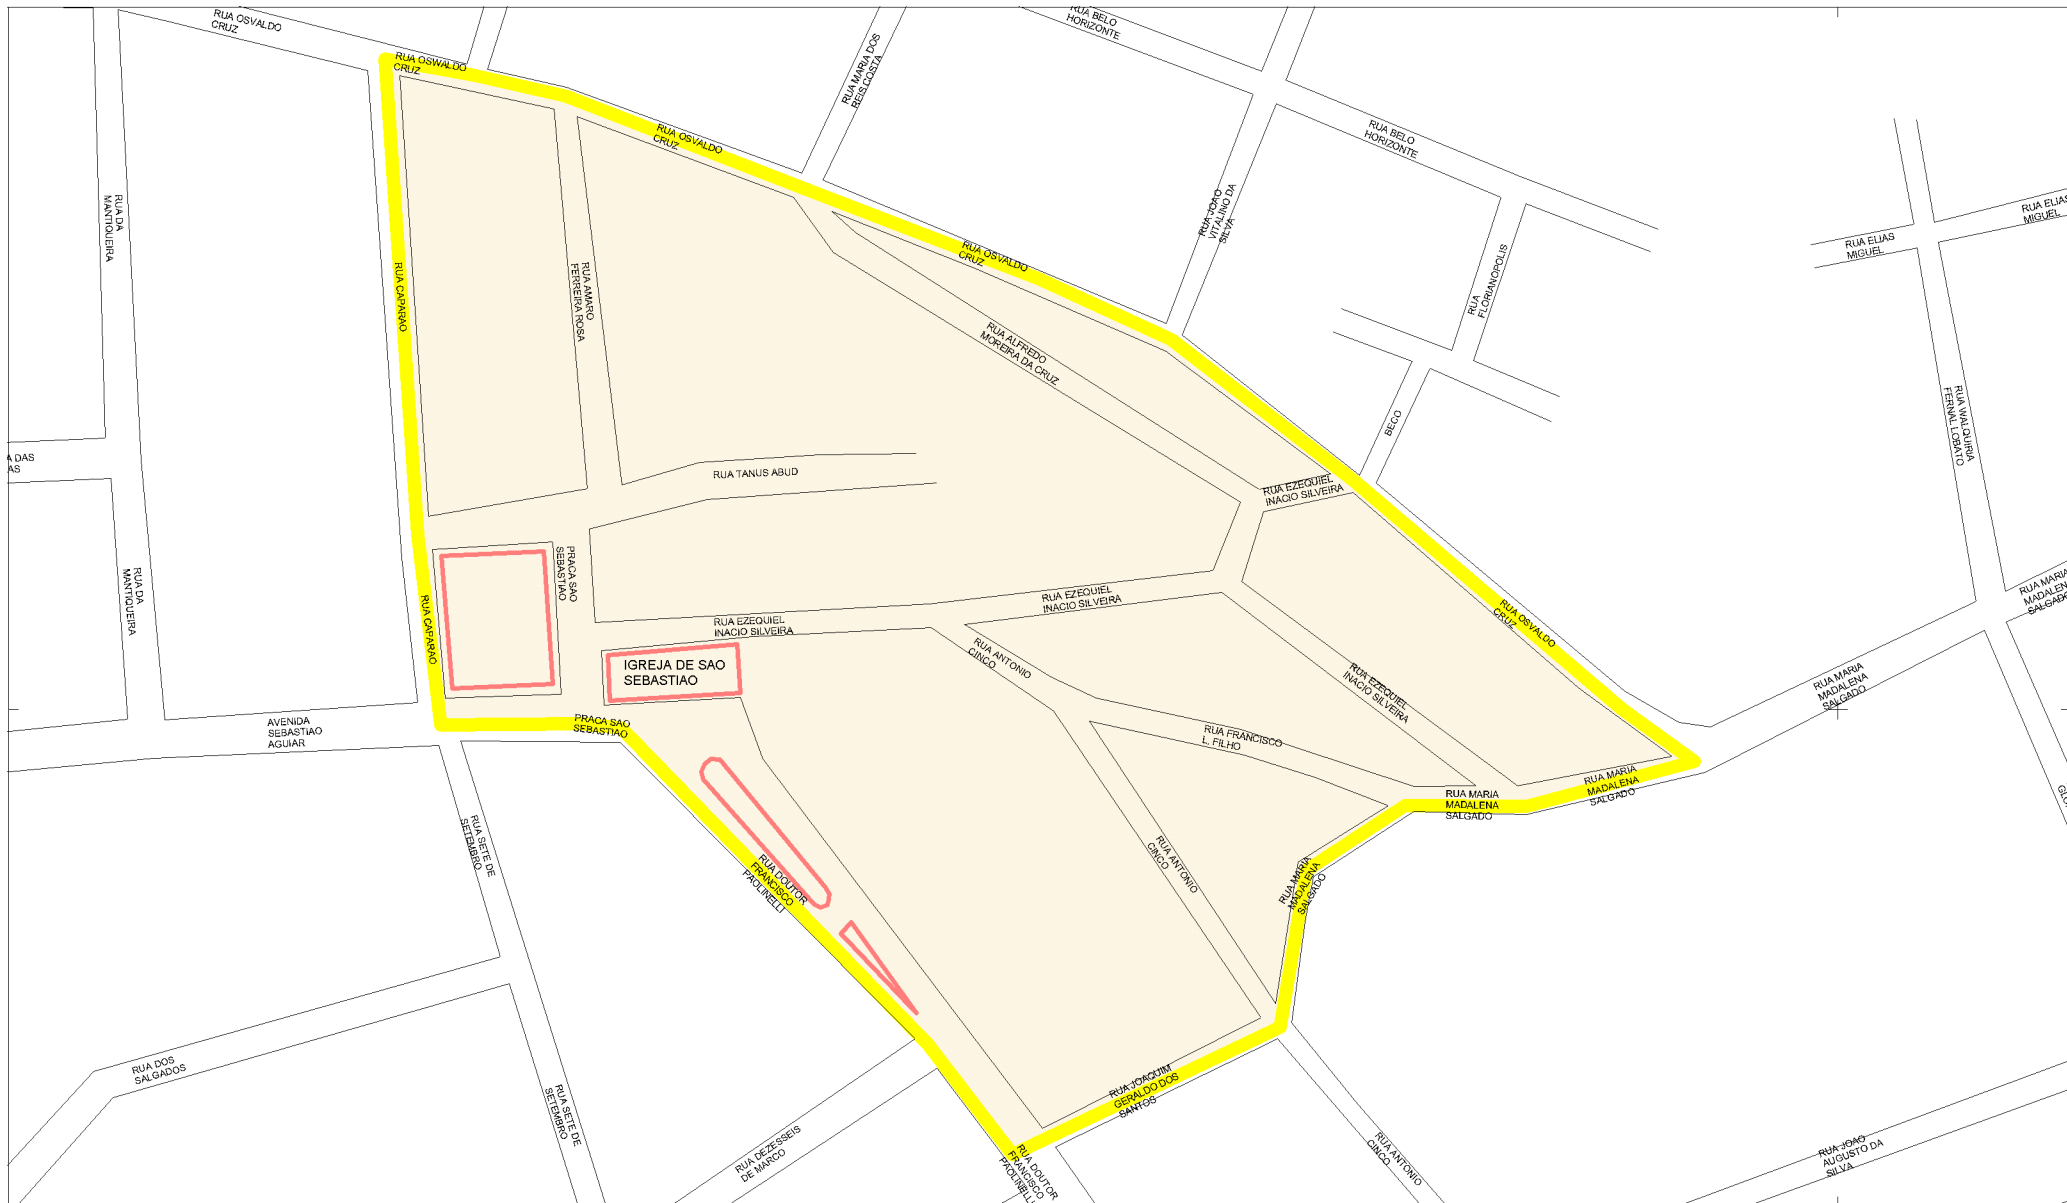 RUA OSVALDO
CRUZ
RUA OSWALDO
CRUZ
RUA MARIA DOS
REIS COSTA
RUA BELO
HORIZONTE
RUA OSVALDO
CRUZ
RUA BELO
HORIZONTE
RUA DA
MANTIQUEIRA
RUA JOAO
VITALINO DA
SILVA
RUA ELIAS
MIGUEL
RUA ELIAS
MIGUEL
RUA OSVALDO
CRUZ
RUA CAPARAO
RUA AMARO
FERREIRA ROSA
RUA
FLORIANOPOLIS
RUA ALFREDO
MOREIRA DA CRUZ
BECO
RUA WALQUIRIA
FERNAL LOBATO
A DAS
AS
RUA TANUS ABUD
RUA EZEQUIEL
INACIO SILVEIRA
PRACA SAO
SEBASTIAO
RUA DA
MANTIQUEIRA
RUA CAPARAO
RUA EZEQUIEL
INACIO SILVEIRA
RUA EZEQUIEL
INACIO SILVEIRA
RUA OSVALDO
CRUZ
RUA MARIA
MADALEN
SALGADO
IGREJA DE SAO
SEBASTIAO
RUA ANTONIO
CINCO
RUA EZEQUIEL
INACIO SILVEIRA
RUA MARIA
MADALENA
SALGADO
AVENIDA
SEBASTIAO
AGUIAR
PRACA SAO
SEBASTIAO
RUA FRANCISCO
L. FILHO
RUA MARIA
MADALENA
SALGADO
RUA MARIA
MADALENA
SALGADO
RUA SETE DE
SETEMBRO
RUA DOUTOR
FRANCISCO
PAOLINELLI
RUA ANTONIO
CINCO
RUA MARIA
MADALENA
SALGADO
RUA DOS
SALGADOS
RUA SETE DE
SETEMBRO
RUA JOAQUIM
GERALDO DOS
SANTOS
RUA DEZESSEIS
DE MARCO
RUA DOUTOR
FRANCISCO
PAOLINELLI
RUA ANTONIO
CINCO
RUA JOAO
AUGUSTO DA
SILVA